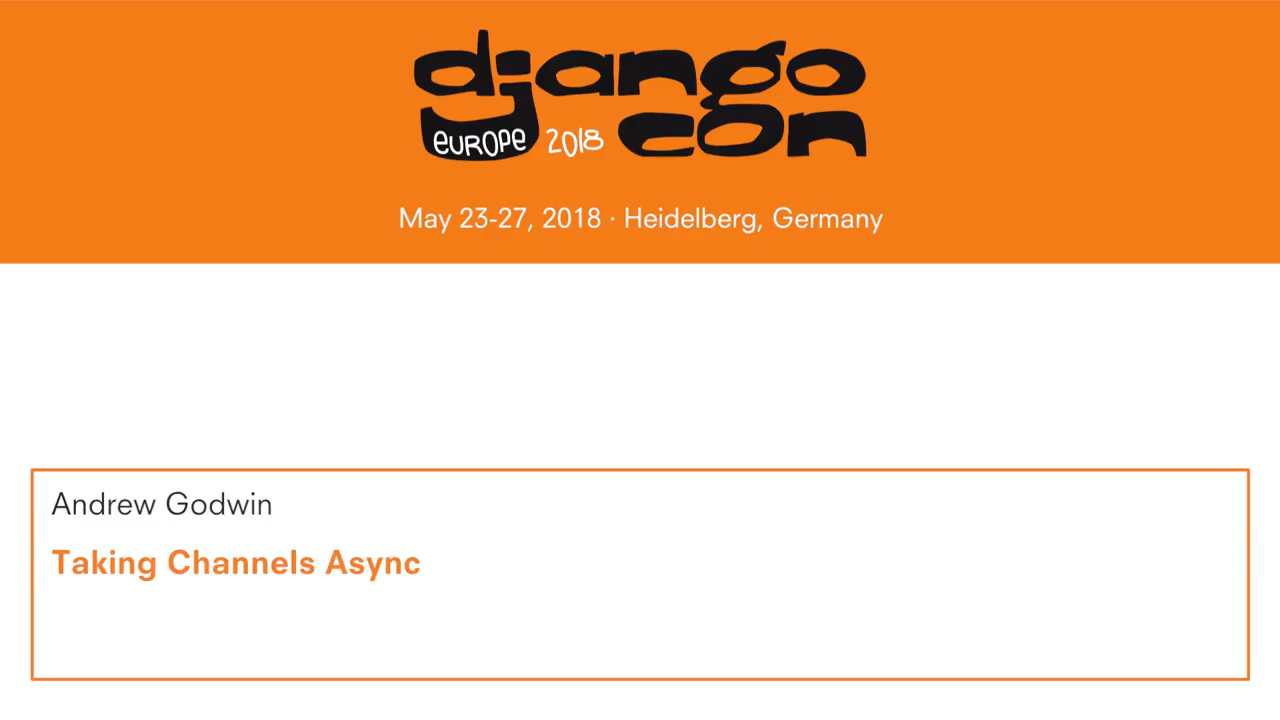 django
con
EUROPE 2018
May 23-27, 2018 · Heidelberg, Germany
Andrew Godwin
Taking Channels Async